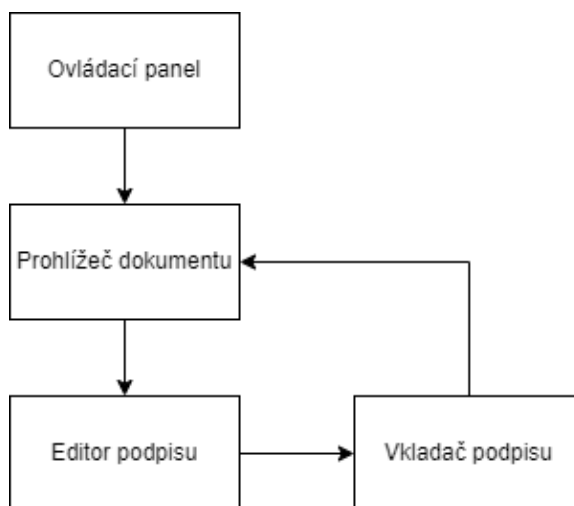 Ovládací panel
Prohlížeč dokumentu
Editor podpisu
Vkladač podpisu